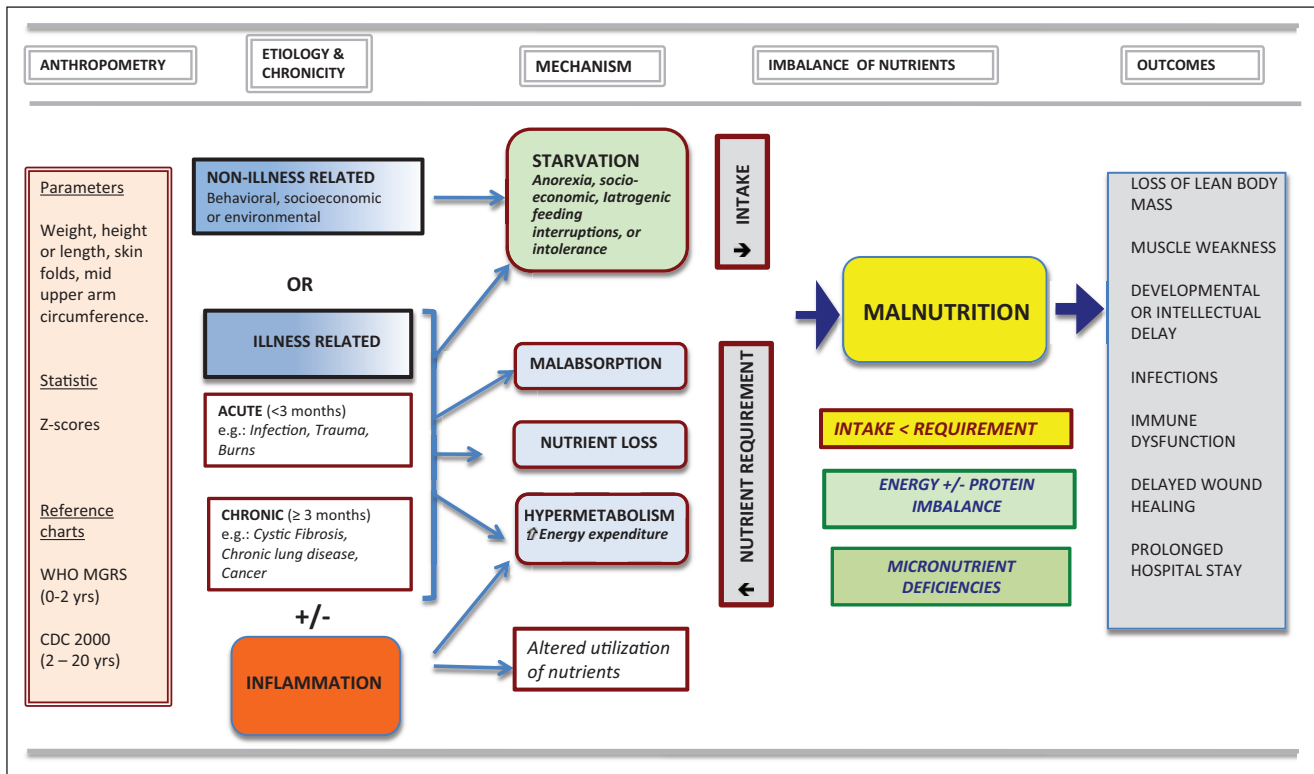 ANTHROPOMETRY
ETIOLOGY &
CHRONICITY
MECHANISM
IMBALANCE OF NUTRIENTS
OUTCOMES
Parameters
Weight, height
or length, skin
folds, mid
upper arm
circumference.
Statistic
Z-scores
Reference
charts
WHO MGRS
(0-2 yrs)
CDC 2000
(2 – 20 yrs)
NON-ILLNESS RELATED
Behavioral, socioeconomic
or environmental
OR
ILLNESS RELATED
ACUTE (<3 months)
e.g.: Infection, Trauma,
Burns
CHRONIC (≥ 3 months)
e.g.: Cystic Fibrosis,
Chronic lung disease,
Cancer
+/-
INFLAMMATION
STARVATION
Anorexia, socio-
economic, Iatrogenic
feeding
interruptions, or
intolerance
MALABSORPTION
NUTRIENT LOSS
HYPERMETABOLISM
⇧ Energy expenditure
Altered utilization
of nutrients
↓ INTAKE
↑ NUTRIENT REQUIREMENT
MALNUTRITION
INTAKE < REQUIREMENT
ENERGY +/- PROTEIN
IMBALANCE
MICRONUTRIENT
DEFICIENCIES
LOSS OF LEAN BODY
MASS
MUSCLE WEAKNESS
DEVELOPMENTAL
OR INTELLECTUAL
DELAY
INFECTIONS
IMMUNE
DYSFUNCTION
DELAYED WOUND
HEALING
PROLONGED
HOSPITAL STAY